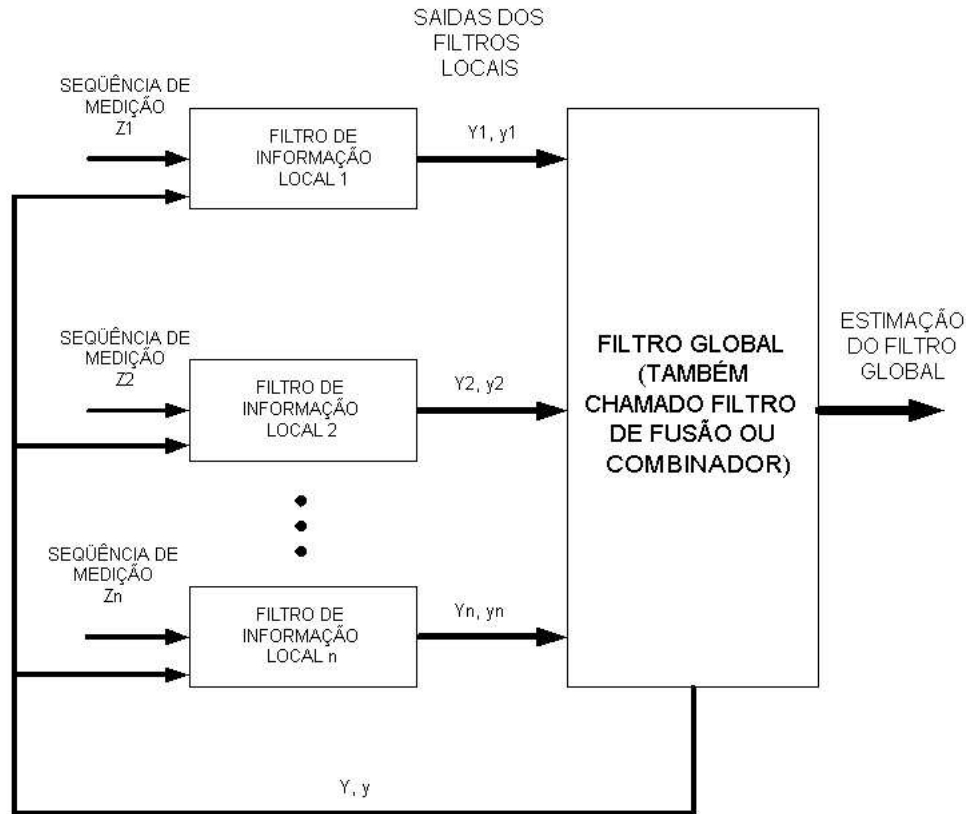 SAIDAS DOS
FILTROS
LOCAIS
SEQÜÊNCIA DE
MEDIÇÃO
Z1
FILTRO DE
INFORMAÇÃO
LOCAL 1
Y1, y1
SEQÜÊNCIA DE
MEDIÇÃO
Z2
FILTRO DE
INFORMAÇÃO
LOCAL 2
Y2, y2
SEQÜÊNCIA DE
MEDIÇÃO
Zn
FILTRO DE
INFORMAÇÃO
LOCAL n
Yn, yn
FILTRO GLOBAL
(TAMBÉM
CHAMADO FILTRO
DE FUSÃO OU
COMBINADOR)
ESTIMAÇÃO
DO FILTRO
GLOBAL
Y, y